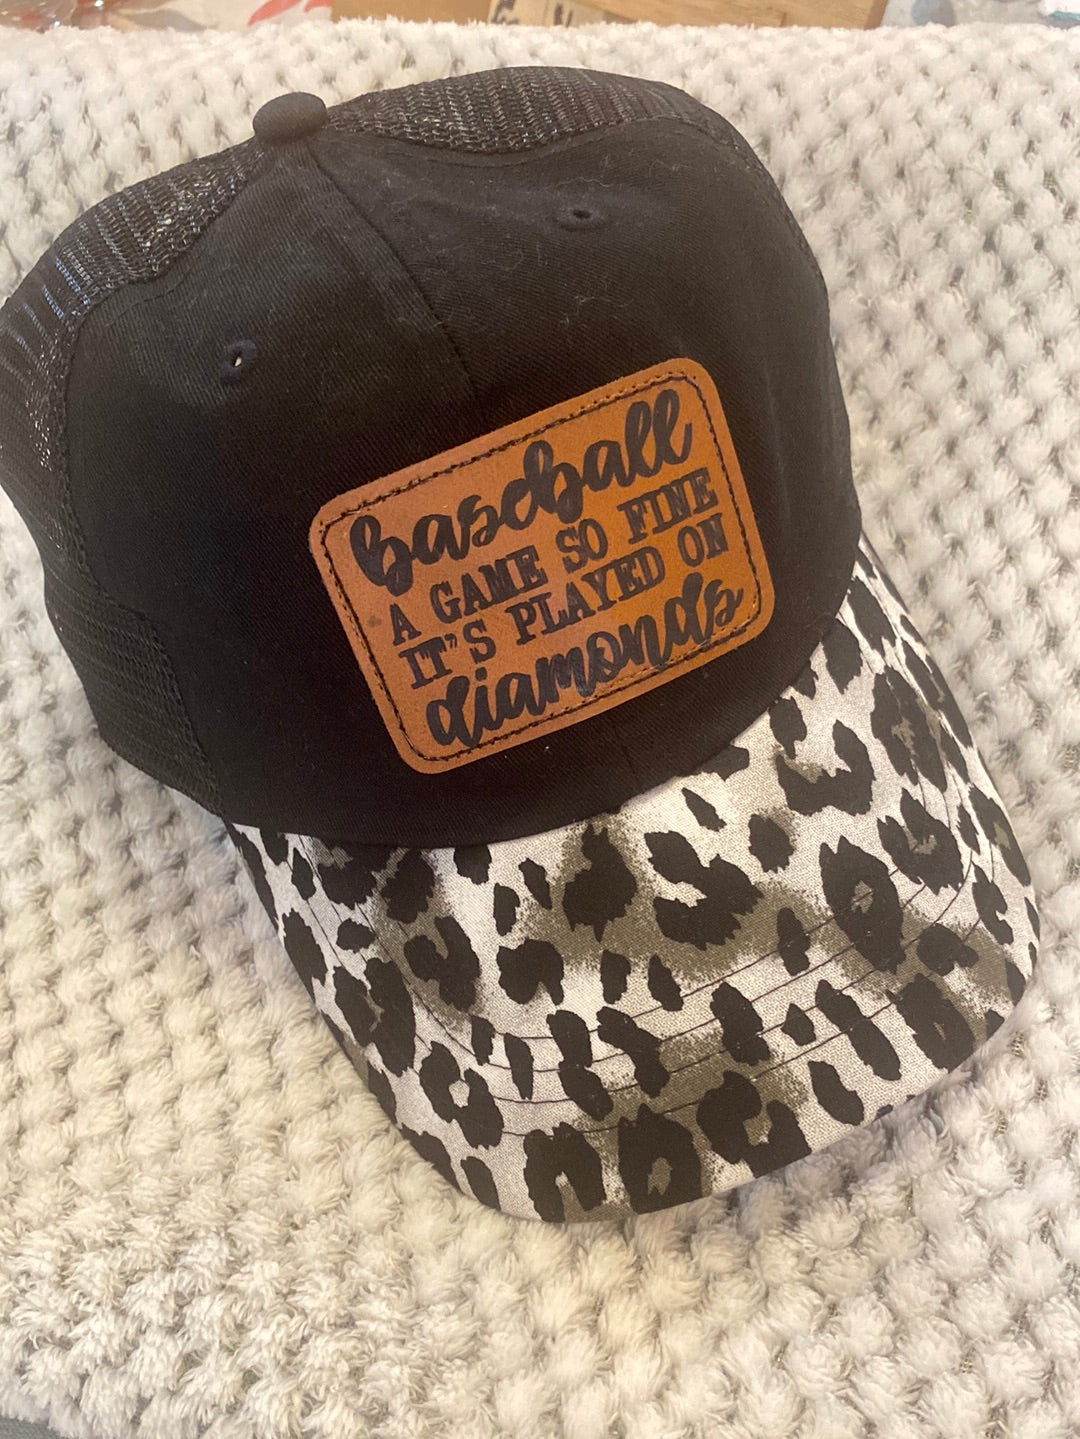 baseball
A GAME SO FINE
IT"S PLAYED ON
diamonds